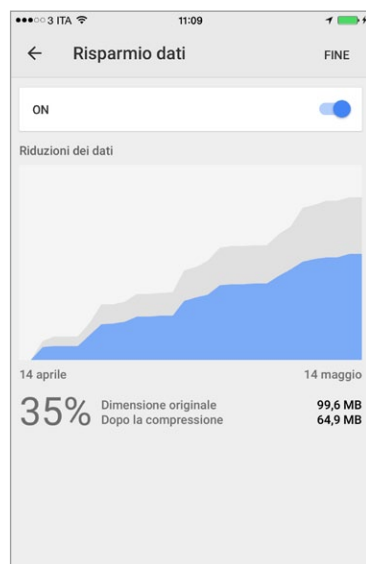 3 ITA 11:09
Risparmio dati FINE
ON
Riduzioni dei dati
14 aprile 14 maggio
35% Dimensione originale 99,6 MB
Dopo la compressione 64,9 MB